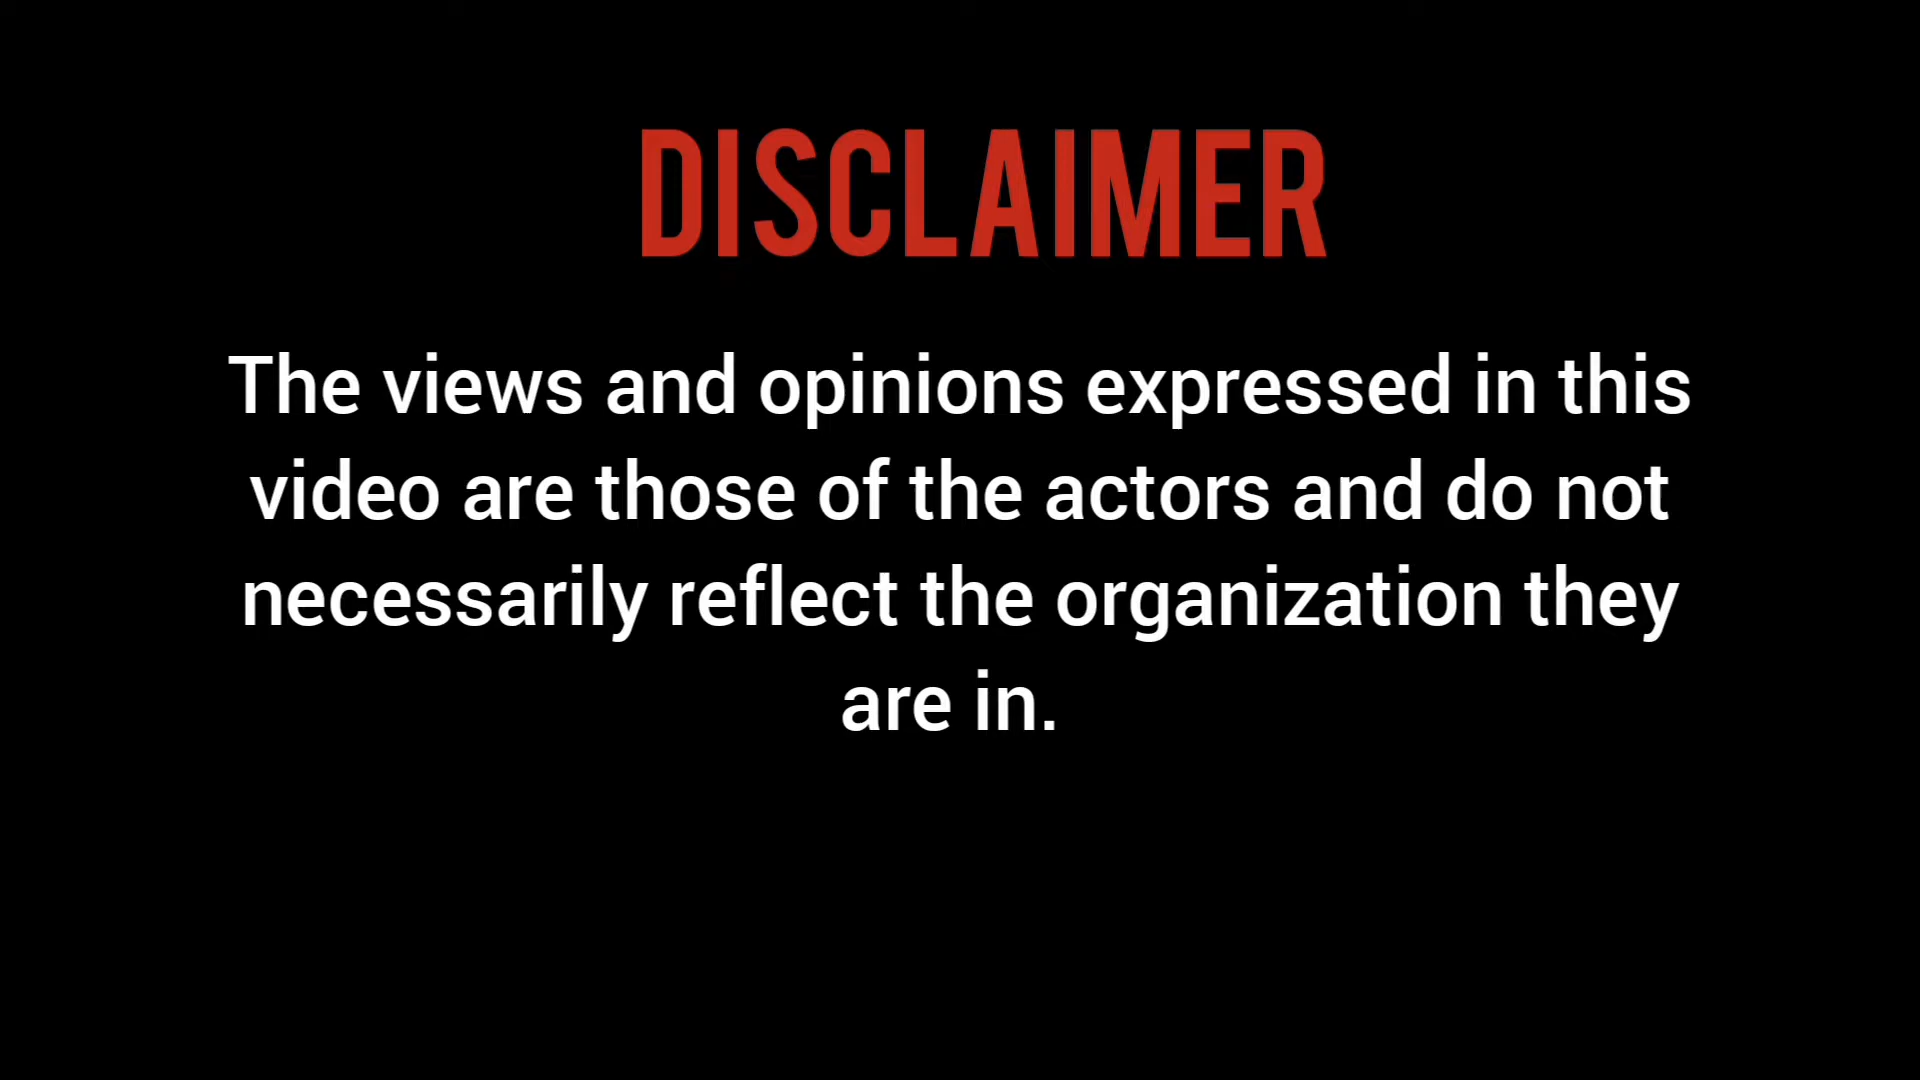 DISCLAIMER
The views and opinions expressed in this
video are those of the actors and do not
necessarily reflect the organization they
are in.